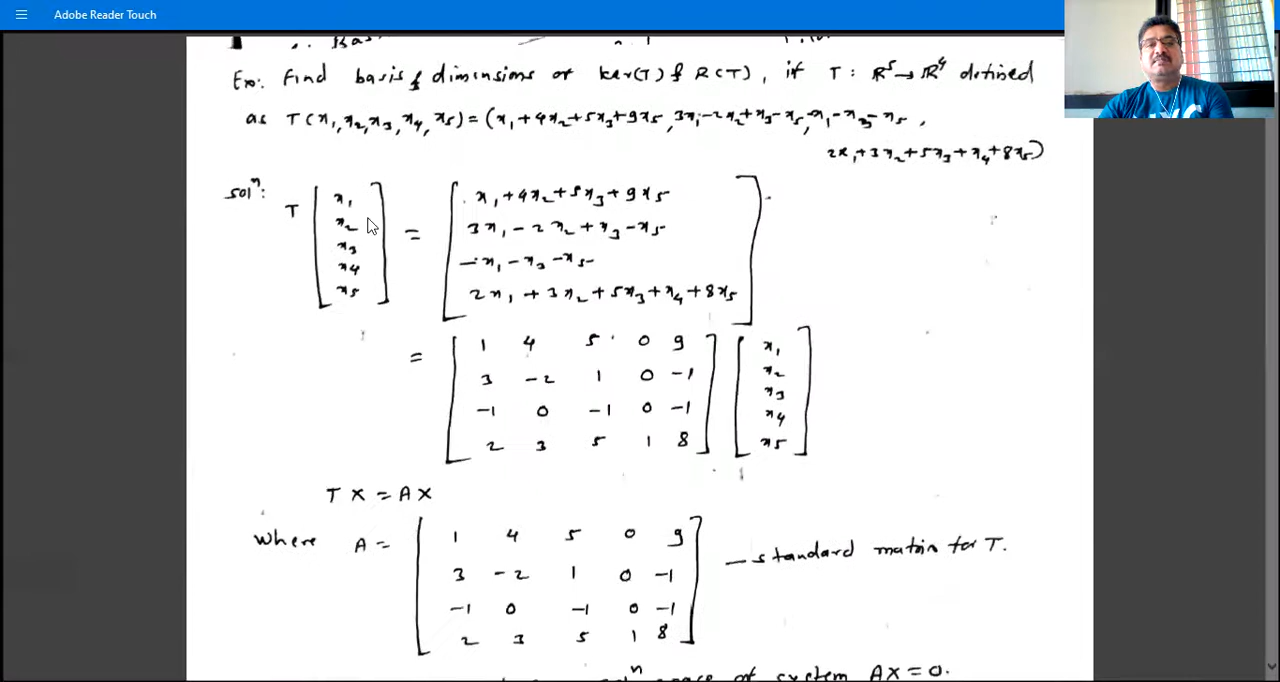 Adobe Reader Touch
Ex: Find basis & dimensions of ker(T) & R(T), if T: R⁵→R⁴ defined
as T(x₁,x₂,x₃,x₄,x₅)=(x₁+4x₂+5x₃+9x₅, 3x₁-2x₂+x₃-x₅, -x₁-x₃-x₅,
2x₁+3x₂+5x₃+x₄+8x₅)
solⁿ: T [x₁ x₂ x₃ x₄ x₅] = [x₁+4x₂+5x₃+9x₅
3x₁-2x₂+x₃-x₅
-x₁-x₃-x₅
2x₁+3x₂+5x₃+x₄+8x₅].
= [1 4 5 0 9 [x₁
3 -2 1 0 -1 x₂
-1 0 -1 0 -1 x₃
x₄
2 3 5 1 8] x₅]
TX=AX
where A= [1 4 5 0 9
3 -2 1 0 -1 — standard matrix for T.
-1 0 -1 0 -1
2 3 5 1 8]
of system AX=0.